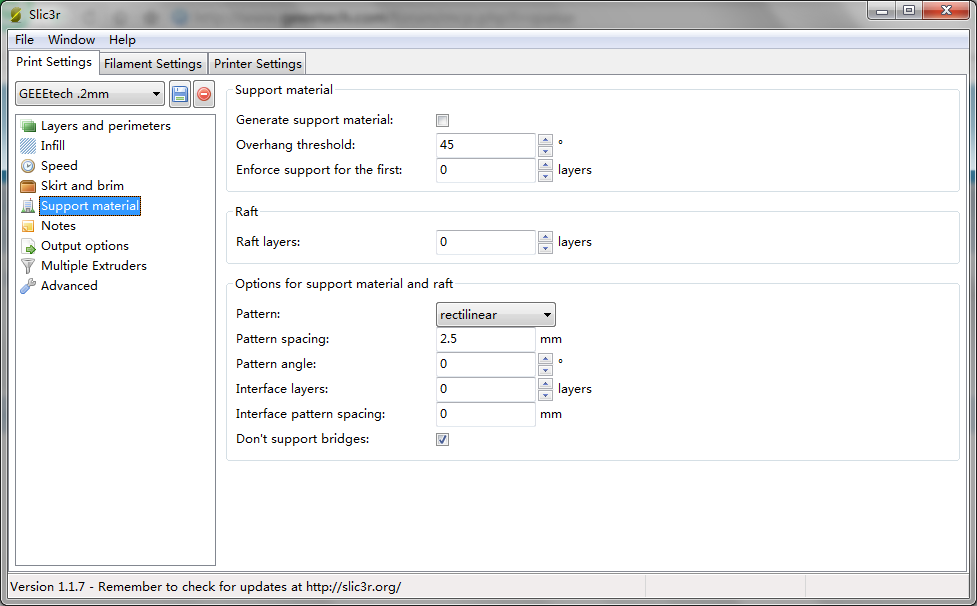 Slic3r
File Window Help
Print Settings Filament Settings Printer Settings
GEEEtech .2mm
Layers and perimeters
Infill
Speed
Skirt and brim
Support material
Notes
Output options
Multiple Extruders
Advanced
Support material
Generate support material:
Overhang threshold: 45 °
Enforce support for the first: 0 layers
Raft
Raft layers: 0 layers
Options for support material and raft
Pattern: rectilinear
Pattern spacing: 2.5 mm
Pattern angle: 0 °
Interface layers: 0 layers
Interface pattern spacing: 0 mm
Don't support bridges:
Version 1.1.7 - Remember to check for updates at http://slic3r.org/